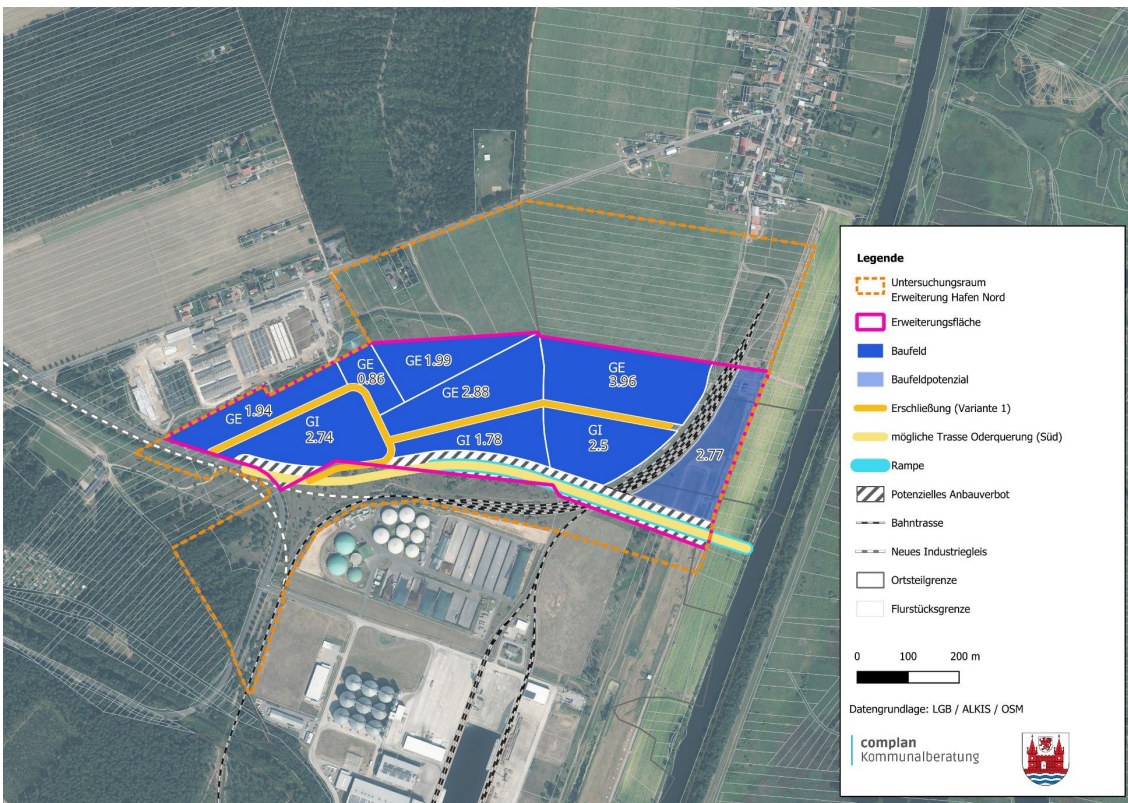 GE 1.99
GE
0.86
GE 2.88
GE
3.96
GE 1.94
GI
2.74
GI 1.78
GI
2.5
2.77
Legende
Untersuchungsraum
Erweiterung Hafen Nord
Erweiterungsfläche
Baufeld
Baufeldpotenzial
Erschließung (Variante 1)
mögliche Trasse Oderquerung (Süd)
Rampe
Potenzielles Anbauverbot
Bahntrasse
Neues Industriegleis
Ortsteilgrenze
Flurstücksgrenze
0 100 200 m
Datengrundlage: LGB / ALKIS / OSM
complan
Kommunalberatung